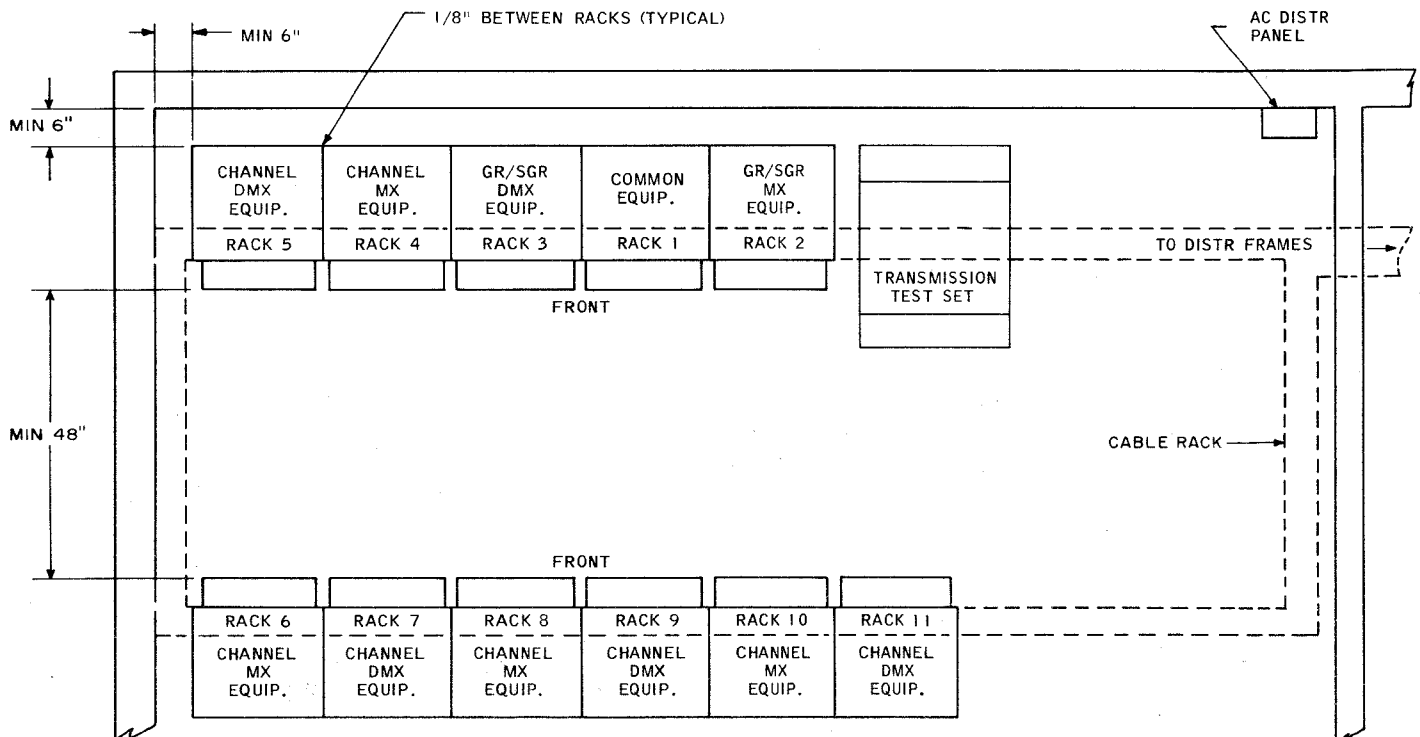 1/8" BETWEEN RACKS (TYPICAL)
AC DISTR
PANEL
MIN 6"
MIN 6"
CHANNEL
DMX
EQUIP.
RACK 5
CHANNEL
MX
EQUIP.
RACK 4
GR/SGR
DMX
EQUIP.
RACK 3
COMMON
EQUIP.
RACK 1
GR/SGR
MX
EQUIP.
RACK 2
TO DISTR FRAMES
TRANSMISSION
TEST SET
FRONT
MIN 48"
CABLE RACK
FRONT
RACK 6
CHANNEL
MX
EQUIP.
RACK 7
CHANNEL
DMX
EQUIP.
RACK 8
CHANNEL
MX
EQUIP.
RACK 9
CHANNEL
DMX
EQUIP.
RACK 10
CHANNEL
MX
EQUIP.
RACK 11
CHANNEL
DMX
EQUIP.